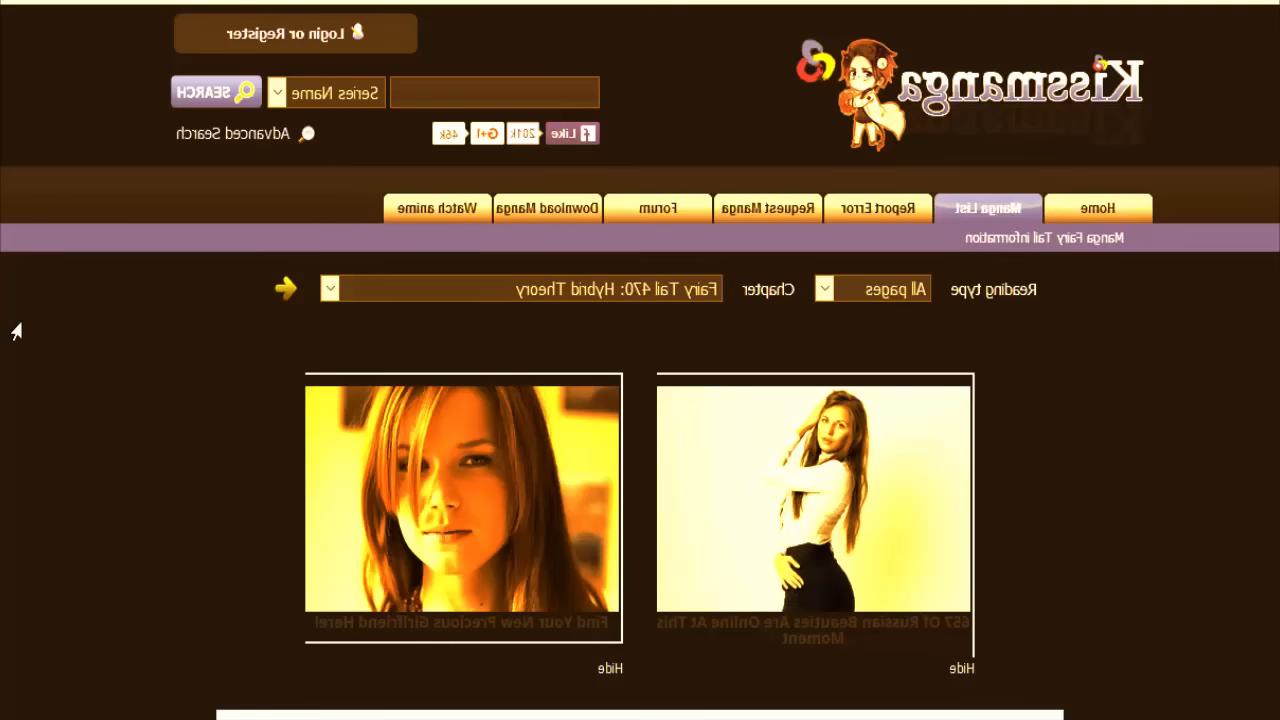 Kissmanga
Login or Register
Series Name
SEARCH
Like
201k
G+1
46k
Advanced Search
Home
Manga List
Report Error
Request Manga
Forum
Download Manga
Watch anime
Manga Fairy Tail information
Reading type
All pages
Chapter
Fairy Tail 470: Hybrid Theory
657 Of Russian Beauties Are Online At This
Moment
Hide
Find Your New Precious Girlfriend Here!
Hide